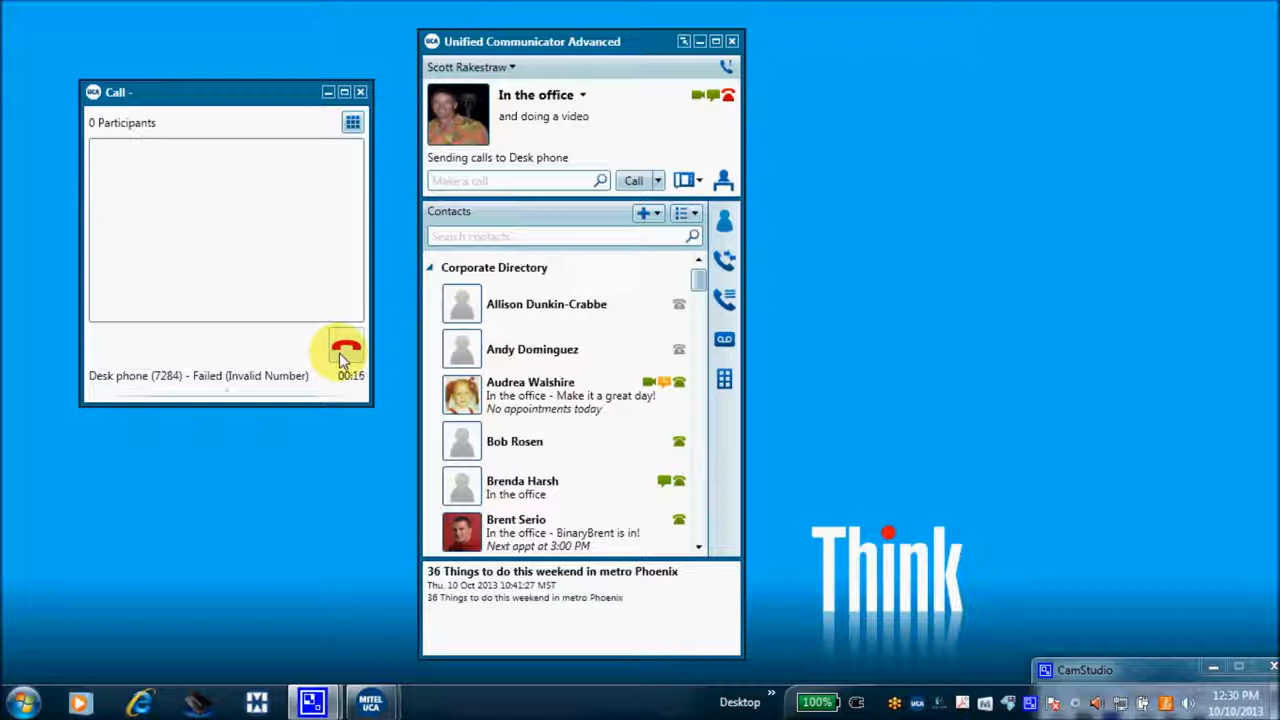 UCA Call -
0 Participants
Desk phone (7284) - Failed (Invalid Number) 00:16
UCA Unified Communicator Advanced
Scott Rakestraw
In the office
and doing a video
Sending calls to Desk phone
Make a call
Call
Contacts
Search contacts...
Corporate Directory
Allison Dunkin-Crabbe
Andy Dominguez
Audrea Walshire
In the office - Make it a great day!
No appointments today
Bob Rosen
Brenda Harsh
In the office
Brent Serio
In the office - BinaryBrent is in!
Next appt at 3:00 PM
36 Things to do this weekend in metro Phoenix
Thu, 10 Oct 2013 10:41:27 MST
36 Things to do this weekend in metro Phoenix
Think
CamStudio
MITEL
UCA
Desktop
100%
UCA
12:30 PM
10/10/2013